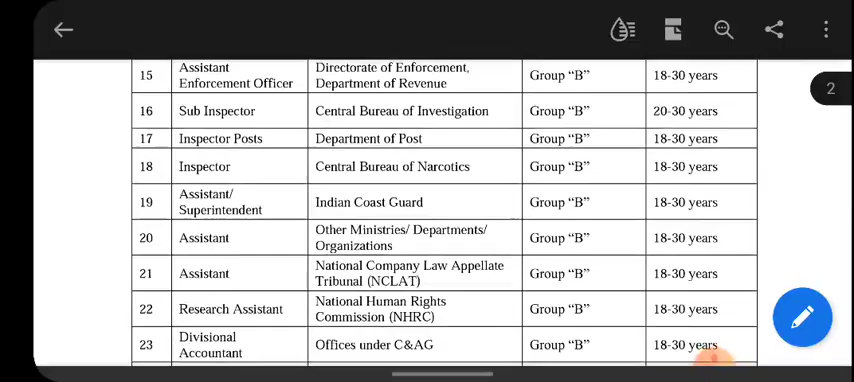 2
15 Assistant Enforcement Officer Directorate of Enforcement, Department of Revenue Group “B” 18-30 years
16 Sub Inspector Central Bureau of Investigation Group “B” 20-30 years
17 Inspector Posts Department of Post Group “B” 18-30 years
18 Inspector Central Bureau of Narcotics Group “B” 18-30 years
19 Assistant/ Superintendent Indian Coast Guard Group “B” 18-30 years
20 Assistant Other Ministries/ Departments/ Organizations Group “B” 18-30 years
21 Assistant National Company Law Appellate Tribunal (NCLAT) Group “B” 18-30 years
22 Research Assistant National Human Rights Commission (NHRC) Group “B” 18-30 years
23 Divisional Accountant Offices under C&AG Group “B” 18-30 years